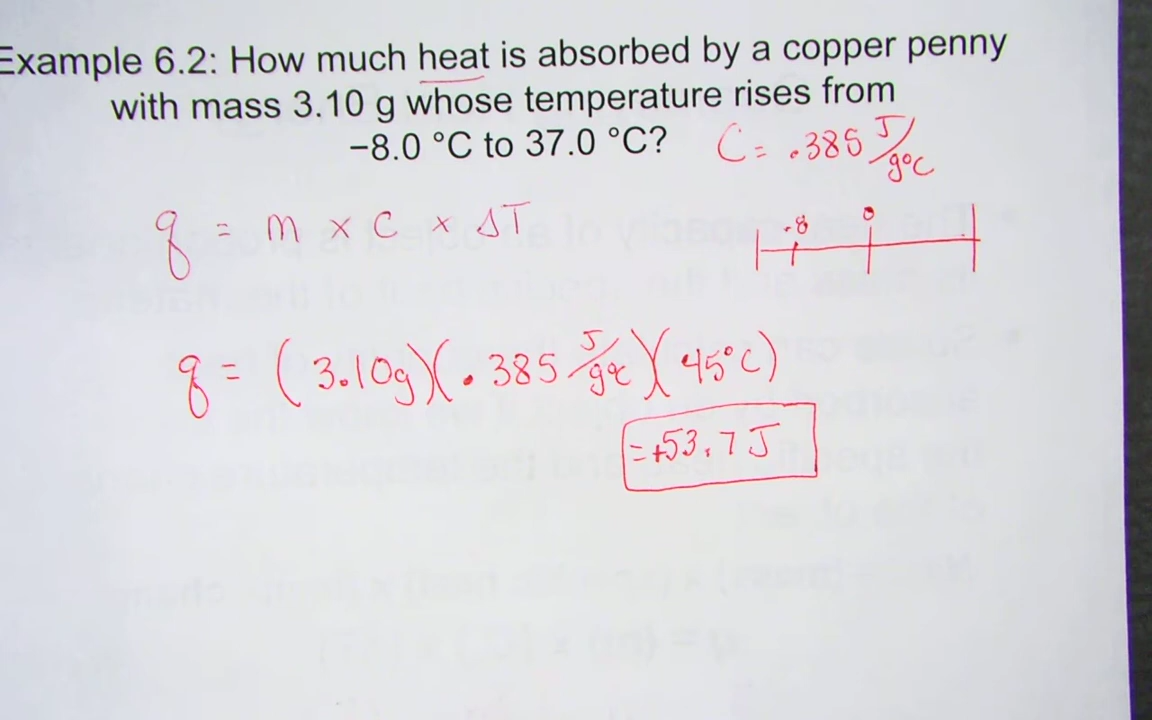 Example 6.2: How much heat is absorbed by a copper penny
with mass 3.10 g whose temperature rises from
−8.0 °C to 37.0 °C?
C = .385 J/g°C
q = m × C × ΔT
-8 0
q = (3.10g)(.385 J/g°C)(45°C)
= +53.7 J